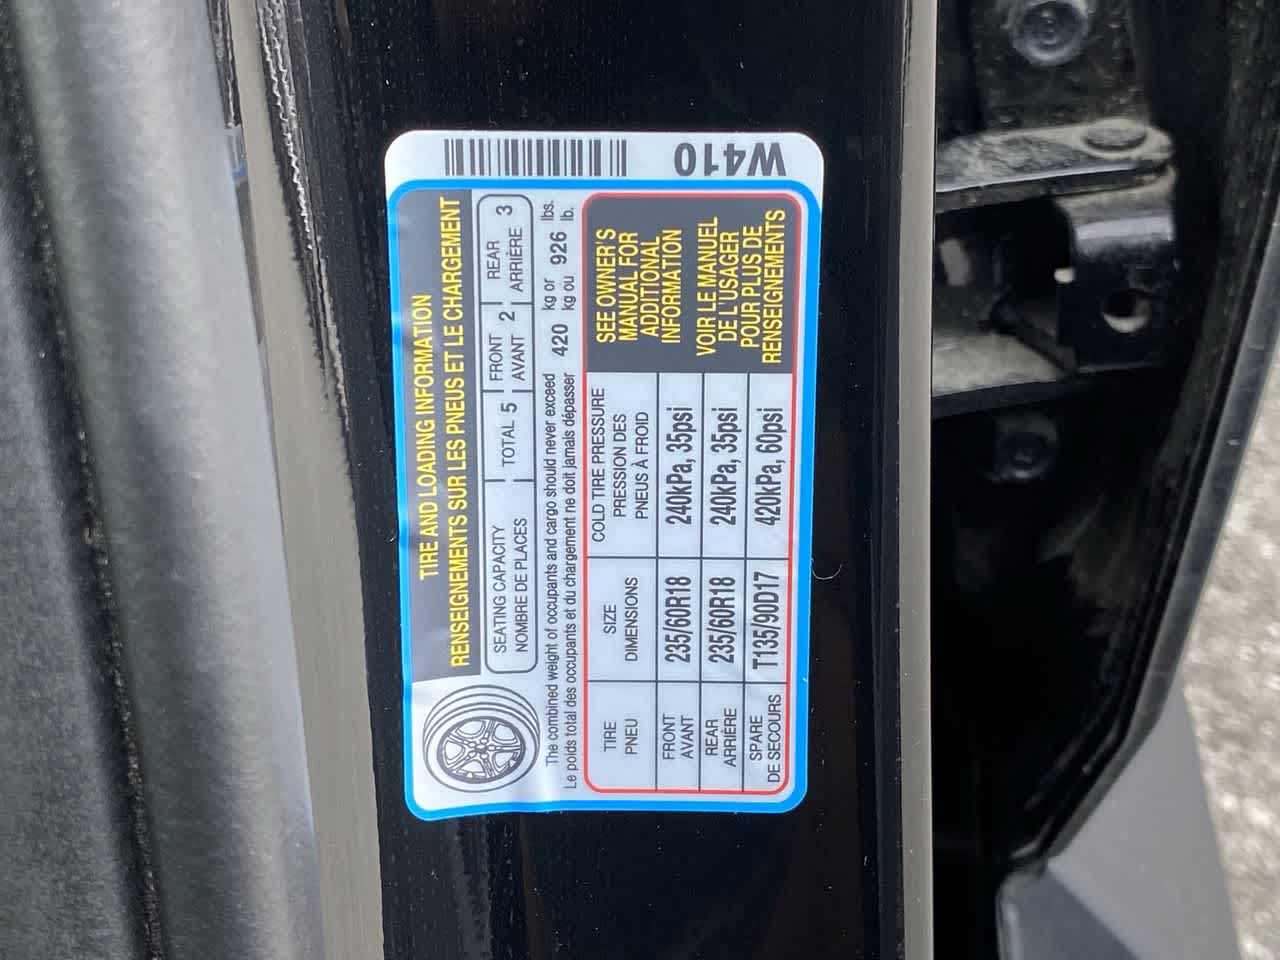 W410
TIRE AND LOADING INFORMATION
RENSEIGNEMENTS SUR LES PNEUS ET LE CHARGEMENT
SEATING CAPACITY
NOMBRE DE PLACES
TOTAL 5
FRONT
AVANT 2
REAR
ARRIÈRE 3
The combined weight of occupants and cargo should never exceed 420 kg or 926 lbs.
Le poids total des occupants et du chargement ne doit jamais dépasser kg ou lb.
TIRE
PNEU
SIZE
DIMENSIONS
COLD TIRE PRESSURE
PRESSION DES
PNEUS À FROID
FRONT
AVANT
235/60R18
240kPa, 35psi
REAR
ARRIÈRE
235/60R18
240kPa, 35psi
SPARE
DE SECOURS
T135/90D17
420kPa, 60psi
SEE OWNER'S
MANUAL FOR
ADDITIONAL
INFORMATION
VOIR LE MANUEL
DE L'USAGER
POUR PLUS DE
RENSEIGNEMENTS